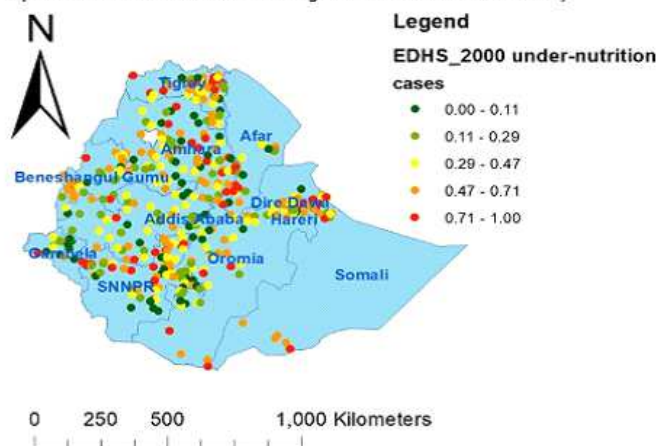 N
Legend
EDHS_2000 under-nutrition
cases
0.00 - 0.11
0.11 - 0.29
0.29 - 0.47
0.47 - 0.71
0.71 - 1.00
Tigray
Afar
Amhara
Beneshangul Gumu
Dire Dawa
Addis Ababa
Hareri
Gambela
Oromia
SNNPR
Somali
0 250 500 1,000 Kilometers